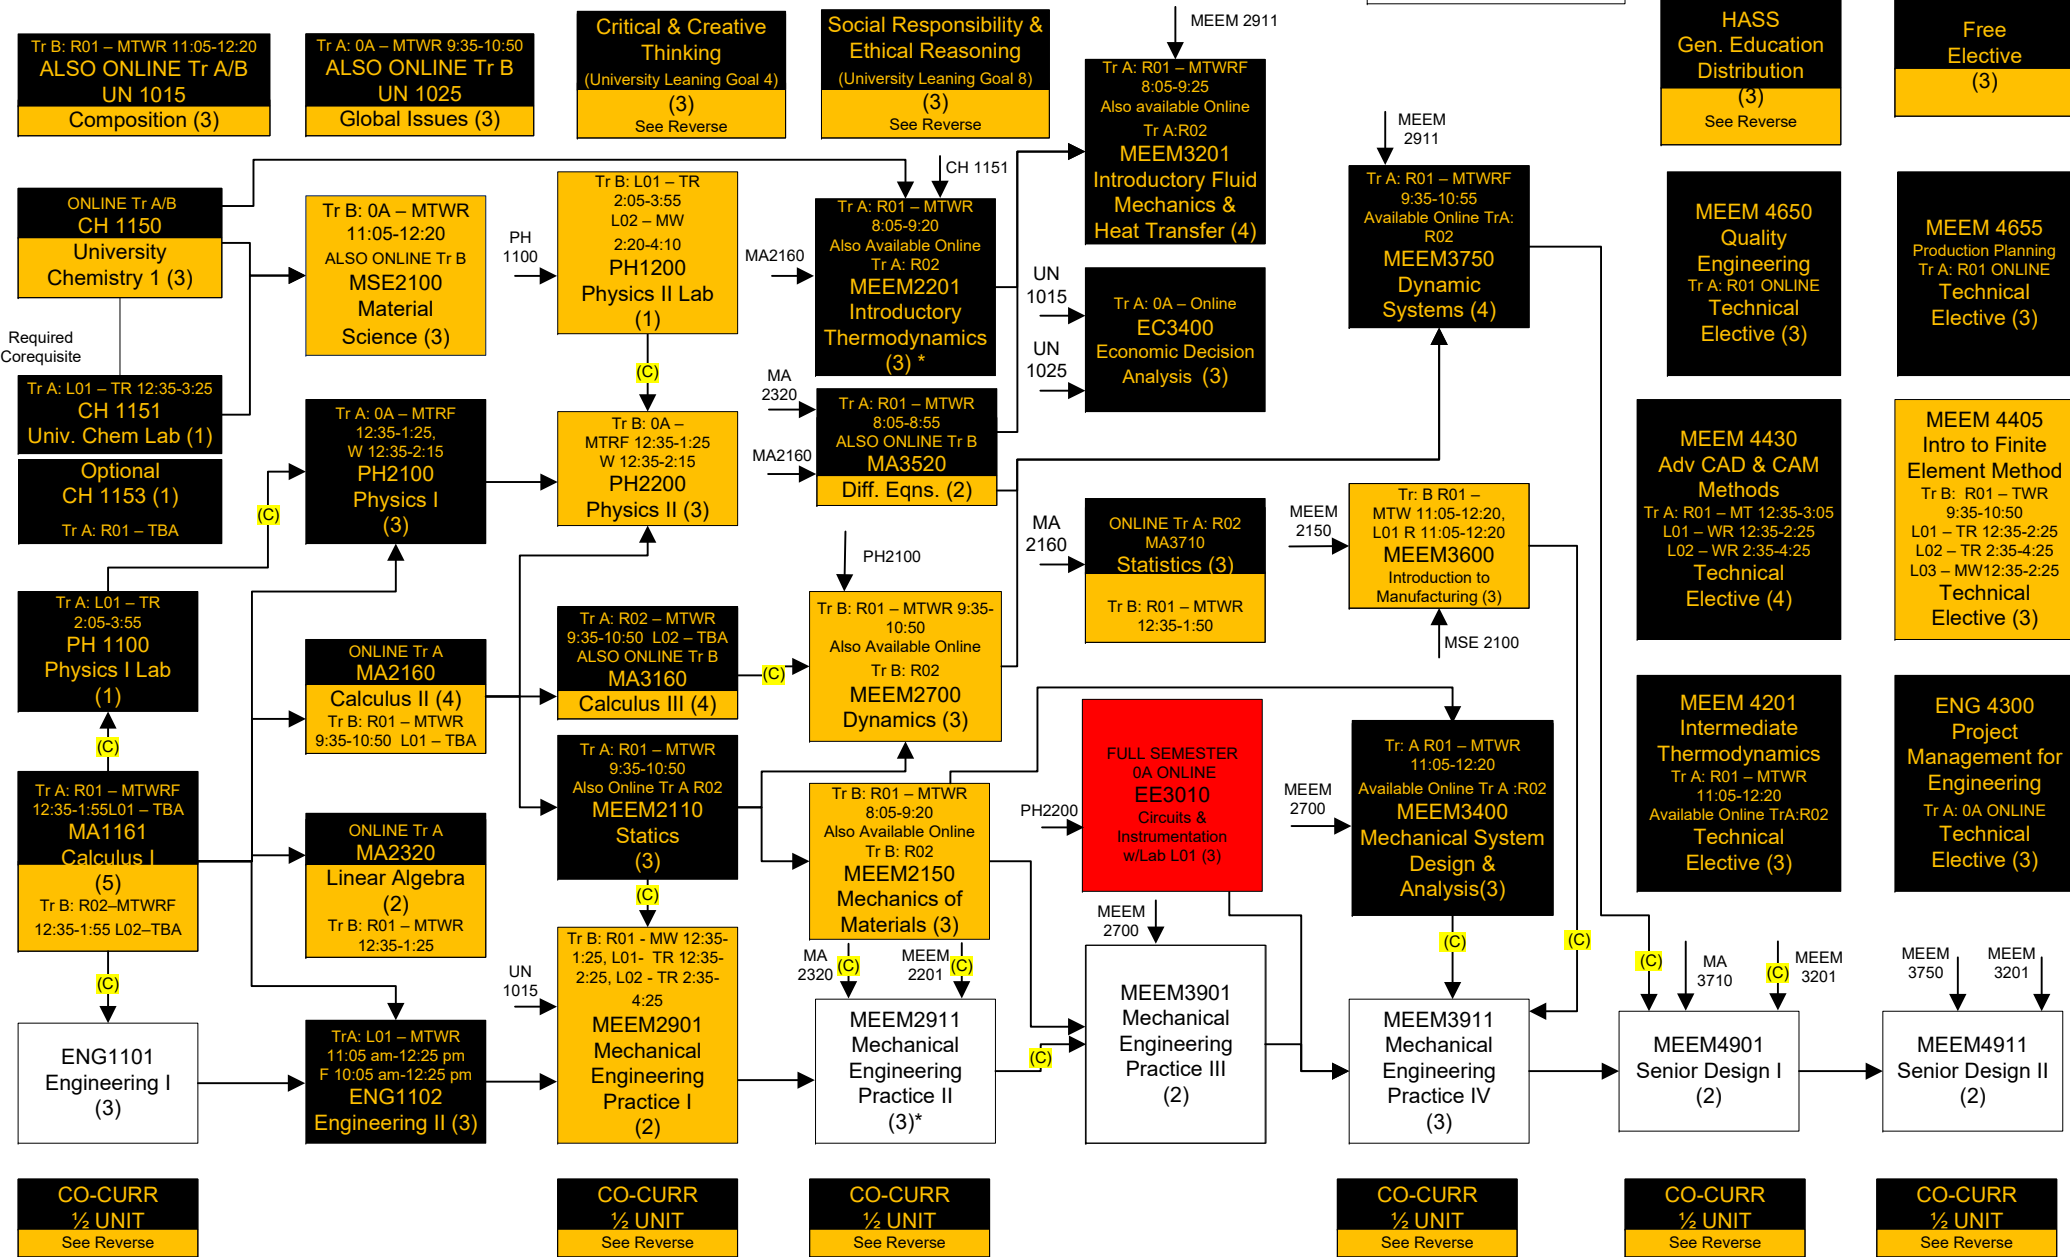 Tr B: R01 – MTWR 11:05-12:20
ALSO ONLINE Tr A/B
UN 1015
Composition (3)
Tr A: 0A – MTWR 9:35-10:50
ALSO ONLINE Tr B
UN 1025
Global Issues (3)
Critical & Creative
Thinking
(University Leaning Goal 4)
(3)
See Reverse
Social Responsibility &
Ethical Reasoning
(University Leaning Goal 8)
(3)
See Reverse
MEEM 2911
Tr A: R01 – MTWRF
8:05-9:25
Also available Online
Tr A:R02
MEEM3201
Introductory Fluid
Mechanics &
Heat Transfer (4)
HASS
Gen. Education
Distribution
(3)
See Reverse
Free
Elective
(3)
ONLINE Tr A/B
CH 1150
University
Chemistry 1 (3)
Required
Corequisite
Tr A: L01 – TR 12:35-3:25
CH 1151
Univ. Chem Lab (1)
Optional
CH 1153 (1)
Tr A: R01 – TBA
Tr B: 0A – MTWR
11:05-12:20
ALSO ONLINE Tr B
MSE2100
Material
Science (3)
PH
1100
Tr B: L01 – TR
2:05-3:55
L02 – MW
2:20-4:10
PH1200
Physics II Lab
(1)
(C)
CH 1151
MA2160
Tr A: R01 – MTWR
8:05-9:20
Also Available Online
Tr A: R02
MEEM2201
Introductory
Thermodynamics
(3) *
UN
1015
UN
1025
Tr A: 0A – Online
EC3400
Economic Decision
Analysis (3)
MEEM
2911
Tr A: R01 – MTWRF
9:35-10:55
Available Online TrA:
R02
MEEM3750
Dynamic
Systems (4)
MEEM 4650
Quality
Engineering
Tr A: R01 ONLINE
Technical
Elective (3)
MEEM 4655
Production Planning
Tr A: R01 ONLINE
Technical
Elective (3)
(C)
Tr A: 0A – MTRF
12:35-1:25,
W 12:35-2:15
PH2100
Physics I
(3)
Tr B: 0A –
MTRF 12:35-1:25
W 12:35-2:15
PH2200
Physics II (3)
MA
2320
MA2160
Tr A: R01 – MTWR
8:05-8:55
ALSO ONLINE Tr B
MA3520
Diff. Eqns. (2)
MA
2160
ONLINE Tr A: R02
MA3710
Statistics (3)
Tr B: R01 – MTWR
12:35-1:50
MEEM
2150
Tr: B R01 –
MTW 11:05-12:20,
L01 R 11:05-12:20
MEEM3600
Introduction to
Manufacturing (3)
MSE 2100
MEEM 4430
Adv CAD & CAM
Methods
Tr A: R01 – MT 12:35-3:05
L01 – WR 12:35-2:25
L02 – WR 2:35-4:25
Technical
Elective (4)
MEEM 4405
Intro to Finite
Element Method
Tr B: R01 – TWR
9:35-10:50
L01 – TR 12:35-2:25
L02 – TR 2:35-4:25
L03 – MW12:35-2:25
Technical
Elective (3)
Tr A: L01 – TR
2:05-3:55
PH 1100
Physics I Lab
(1)
(C)
ONLINE Tr A
MA2160
Calculus II (4)
Tr B: R01 – MTWR
9:35-10:50 L01 – TBA
Tr A: R02 – MTWR
9:35-10:50 L02 – TBA
ALSO ONLINE Tr B
MA3160
Calculus III (4)
(C)
PH2100
Tr B: R01 – MTWR 9:35-
10:50
Also Available Online
Tr B: R02
MEEM2700
Dynamics (3)
Tr A: R01 – MTWRF
12:35-1:55L01 – TBA
MA1161
Calculus I
(5)
Tr B: R02–MTWRF
12:35-1:55 L02–TBA
(C)
ONLINE Tr A
MA2320
Linear Algebra
(2)
Tr B: R01 – MTWR
12:35-1:25
Tr A: R01 – MTWR
9:35-10:50
Also Online Tr A R02
MEEM2110
Statics
(3)
(C)
Tr B: R01 – MTWR
8:05-9:20
Also Available Online
Tr B: R02
MEEM2150
Mechanics of
Materials (3)
PH2200
FULL SEMESTER
0A ONLINE
EE3010
Circuits &
Instrumentation
w/Lab L01 (3)
MEEM
2700
Tr: A R01 – MTWR
11:05-12:20
Available Online Tr A :R02
MEEM3400
Mechanical System
Design &
Analysis(3)
(C)
(C)
MEEM 4201
Intermediate
Thermodynamics
Tr A: R01 – MTWR
11:05-12:20
Available Online TrA:R02
Technical
Elective (3)
ENG 4300
Project
Management for
Engineering
Tr A: 0A ONLINE
Technical
Elective (3)
ENG1101
Engineering I
(3)
TrA: L01 – MTWR
11:05 am-12:25 pm
F 10:05 am-12:25 pm
ENG1102
Engineering II (3)
UN
1015
Tr B: R01 - MW 12:35-
1:25, L01- TR 12:35-
2:25, L02 - TR 2:35-
4:25
MEEM2901
Mechanical
Engineering
Practice I
(2)
MA
2320
(C)
MEEM
2201
(C)
MEEM2911
Mechanical
Engineering
Practice II
(3)*
(C)
MEEM
2700
MEEM3901
Mechanical
Engineering
Practice III
(2)
MEEM3911
Mechanical
Engineering
Practice IV
(3)
(C)
MA
3710
(C)
MEEM
3201
MEEM4901
Senior Design I
(2)
MEEM
3750
MEEM
3201
MEEM4911
Senior Design II
(2)
CO-CURR
½ UNIT
See Reverse
CO-CURR
½ UNIT
See Reverse
CO-CURR
½ UNIT
See Reverse
CO-CURR
½ UNIT
See Reverse
CO-CURR
½ UNIT
See Reverse
CO-CURR
½ UNIT
See Reverse